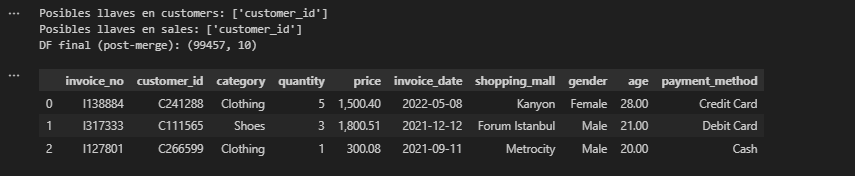 Posibles llaves en customers: ['customer_id']
Posibles llaves en sales: ['customer_id']
DF final (post-merge): (99457, 10)
invoice_no customer_id category quantity price invoice_date shopping_mall gender age payment_method
0 I138884 C241288 Clothing 5 1,500.40 2022-05-08 Kanyon Female 28.00 Credit Card
1 I317333 C111565 Shoes 3 1,800.51 2021-12-12 Forum Istanbul Male 21.00 Debit Card
2 I127801 C266599 Clothing 1 300.08 2021-09-11 Metrocity Male 20.00 Cash